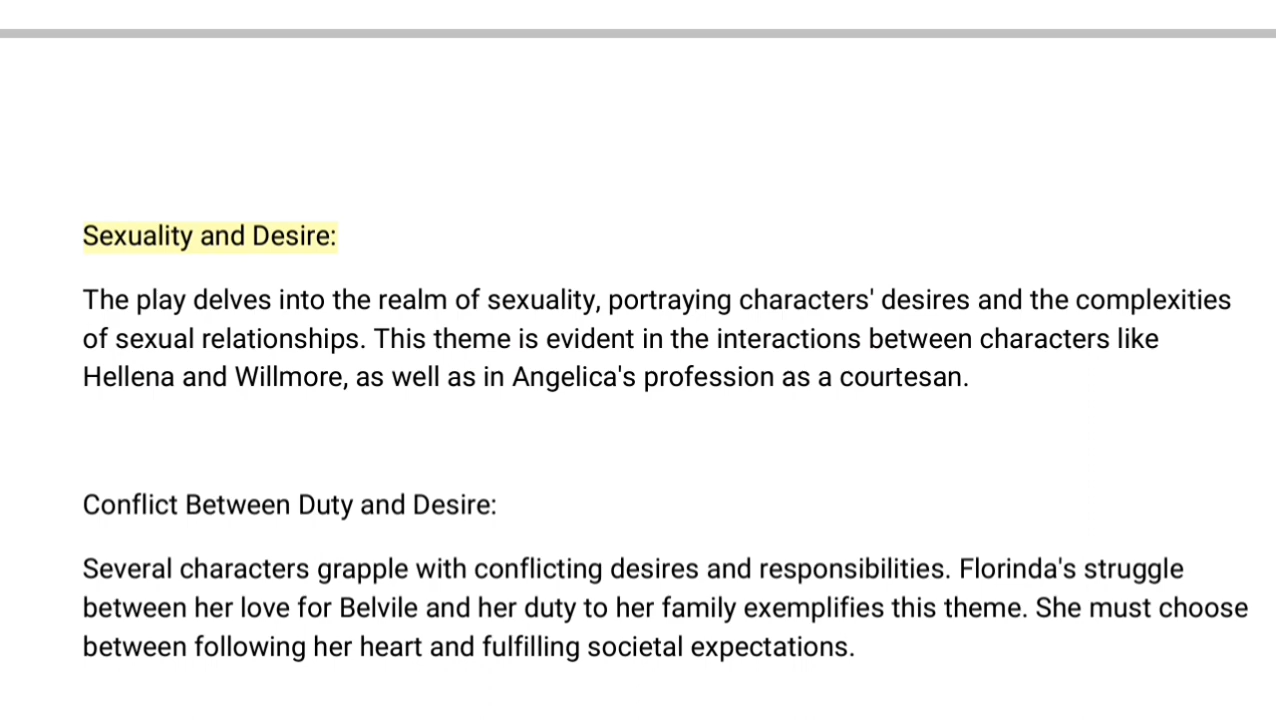 Sexuality and Desire:
The play delves into the realm of sexuality, portraying characters' desires and the complexities
of sexual relationships. This theme is evident in the interactions between characters like
Hellena and Willmore, as well as in Angelica's profession as a courtesan.
Conflict Between Duty and Desire:
Several characters grapple with conflicting desires and responsibilities. Florinda's struggle
between her love for Belvile and her duty to her family exemplifies this theme. She must choose
between following her heart and fulfilling societal expectations.